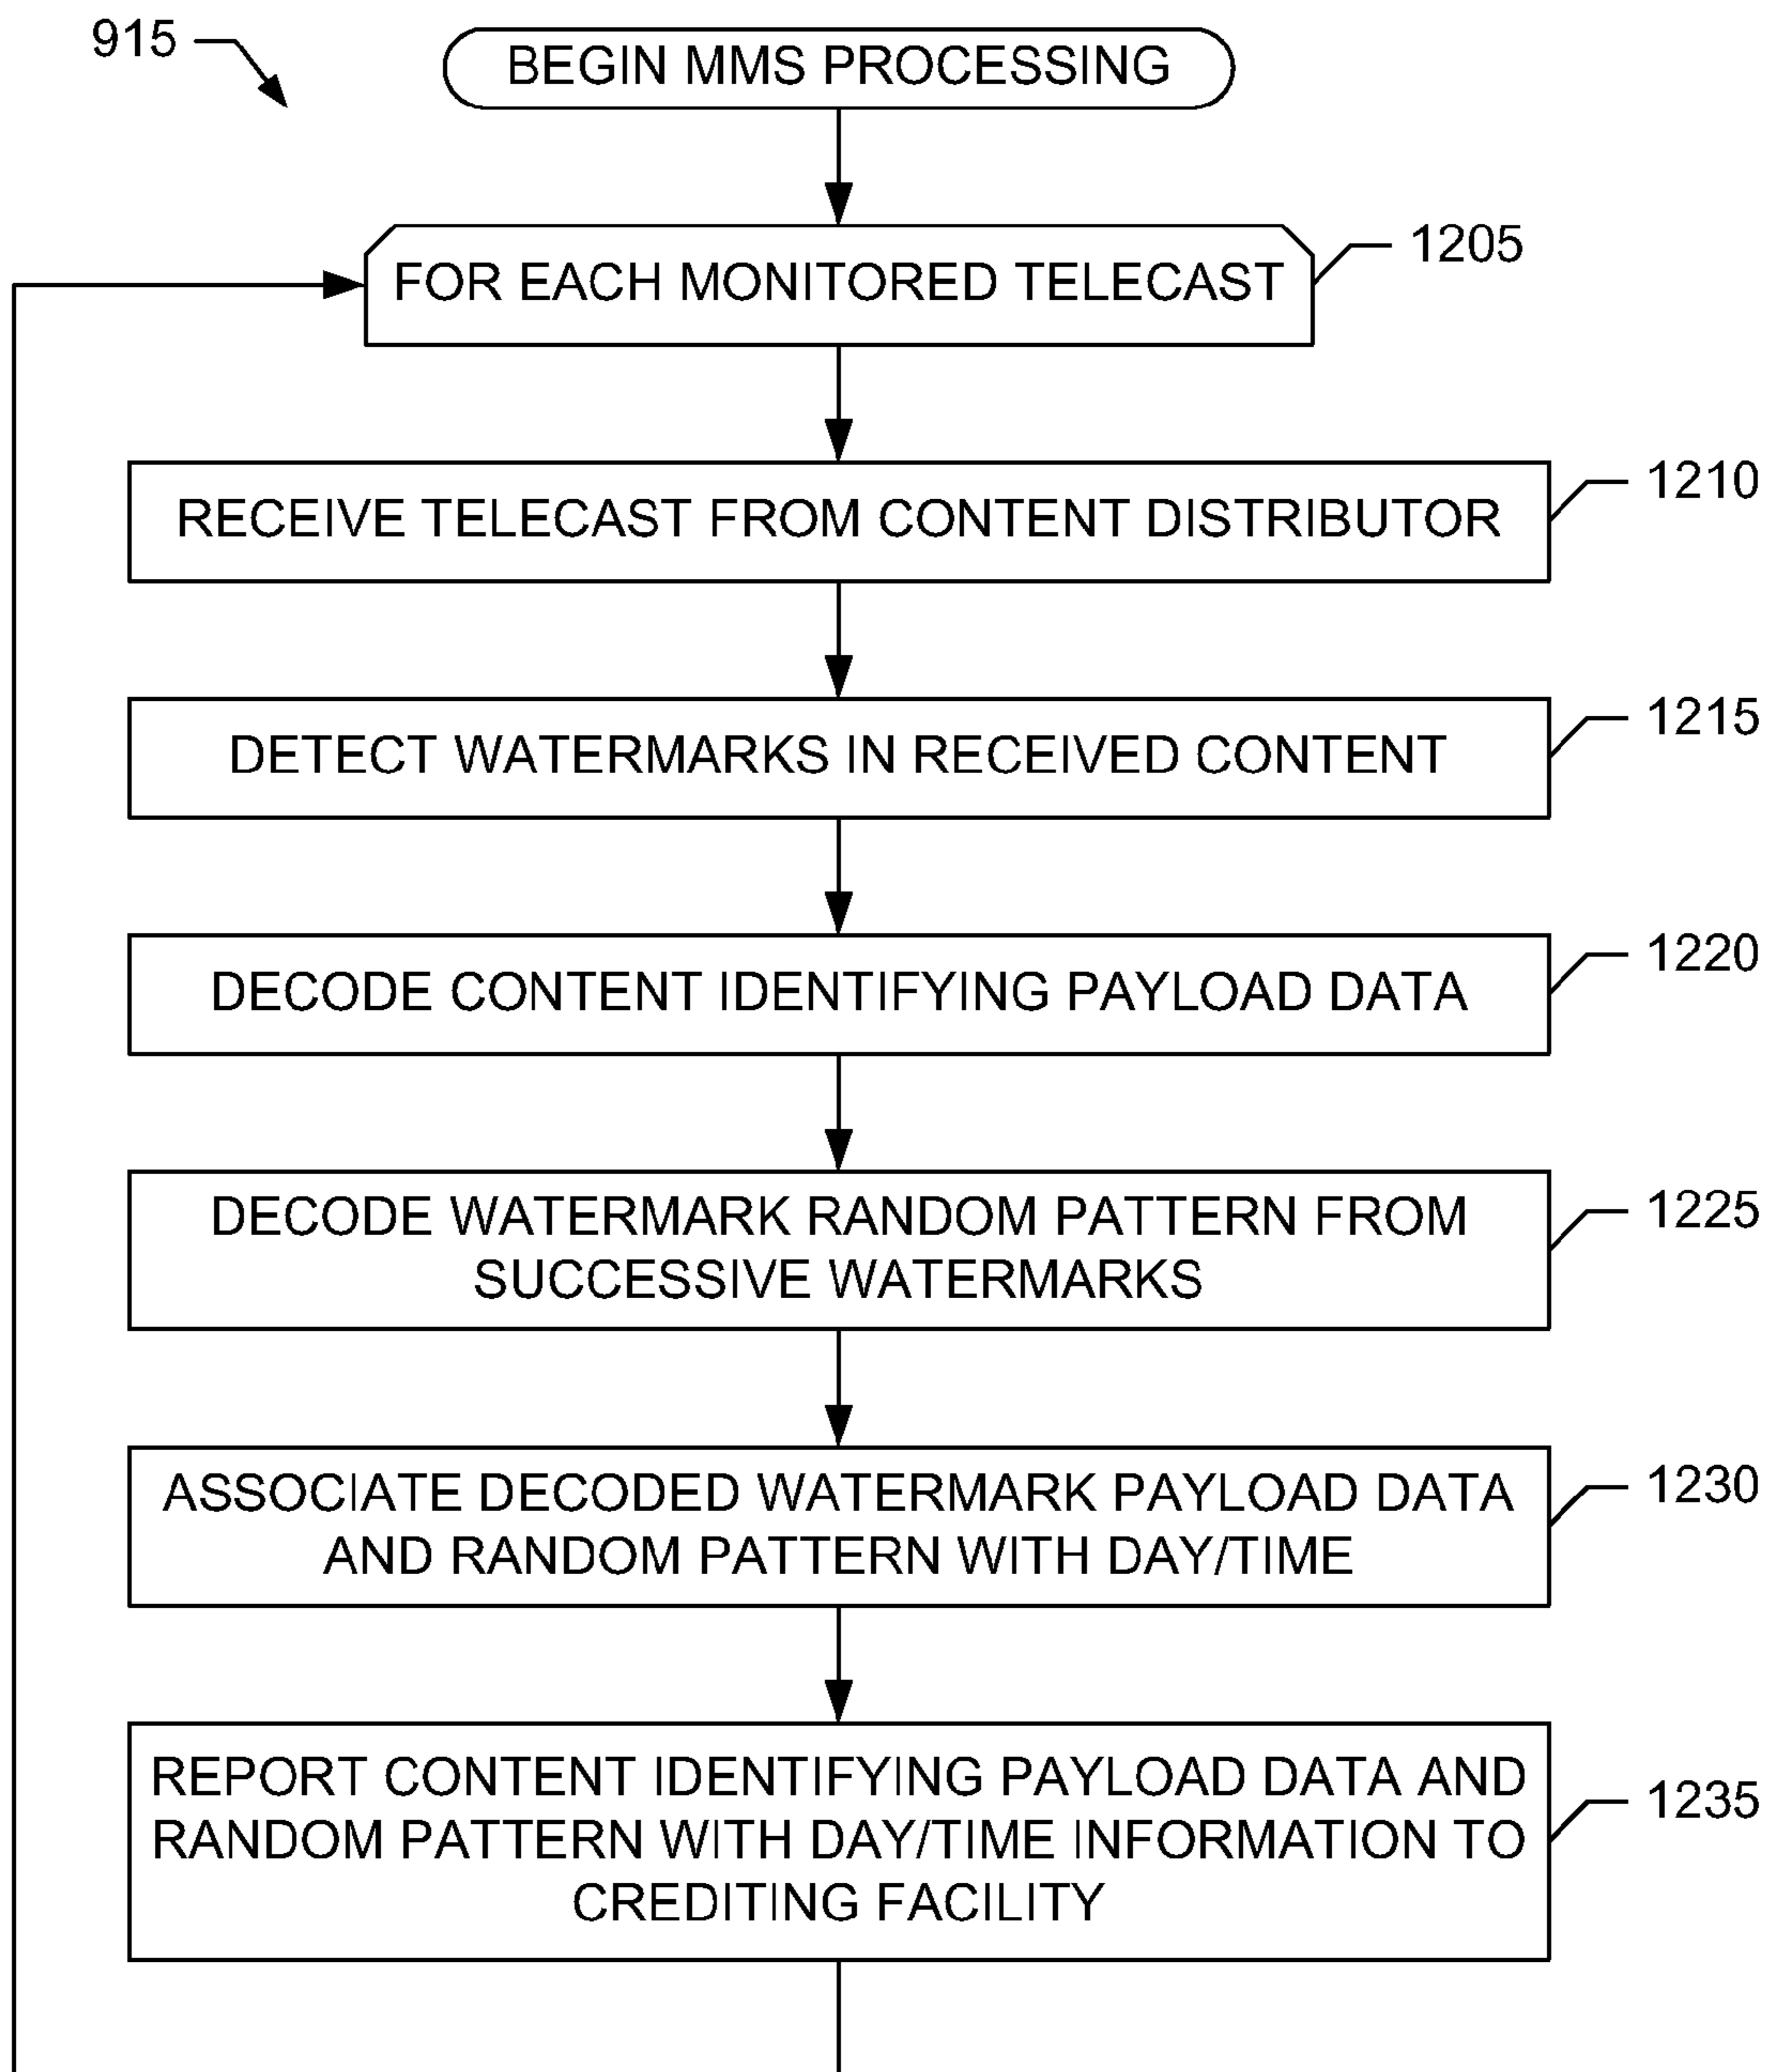 915
BEGIN MMS PROCESSING
FOR EACH MONITORED TELECAST
1205
RECEIVE TELECAST FROM CONTENT DISTRIBUTOR
1210
DETECT WATERMARKS IN RECEIVED CONTENT
1215
DECODE CONTENT IDENTIFYING PAYLOAD DATA
1220
DECODE WATERMARK RANDOM PATTERN FROM
SUCCESSIVE WATERMARKS
1225
ASSOCIATE DECODED WATERMARK PAYLOAD DATA
AND RANDOM PATTERN WITH DAY/TIME
1230
REPORT CONTENT IDENTIFYING PAYLOAD DATA AND
RANDOM PATTERN WITH DAY/TIME INFORMATION TO
CREDITING FACILITY
1235